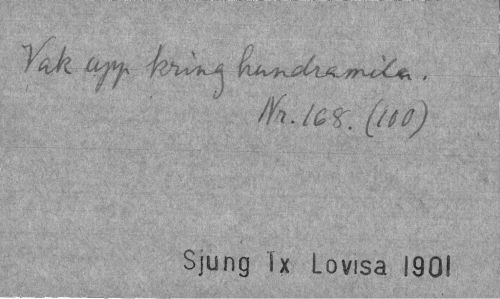 Vak upp kring hundramila.
Nr. 168. (100)
Sjung Tx Lovisa 1901